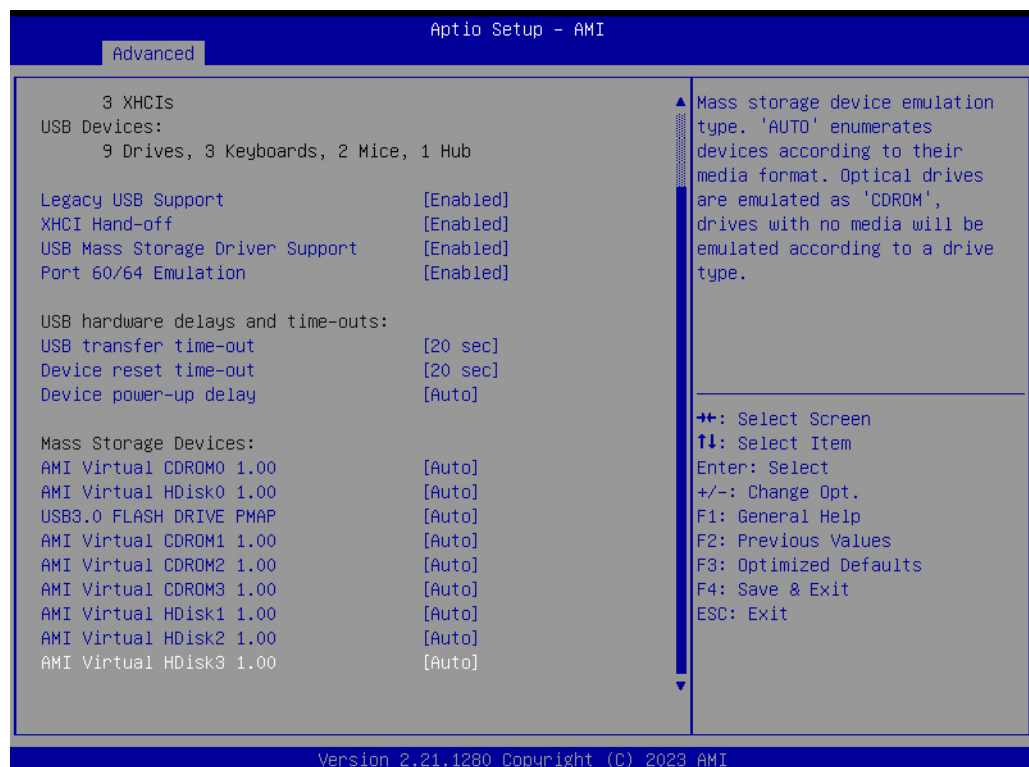 Aptio Setup - AMI
Advanced
3 XHCIs
USB Devices:
9 Drives, 3 Keyboards, 2 Mice, 1 Hub
Legacy USB Support [Enabled]
XHCI Hand-off [Enabled]
USB Mass Storage Driver Support [Enabled]
Port 60/64 Emulation [Enabled]
USB hardware delays and time-outs:
USB transfer time-out [20 sec]
Device reset time-out [20 sec]
Device power-up delay [Auto]
Mass Storage Devices:
AMI Virtual CDROM0 1.00 [Auto]
AMI Virtual HDisk0 1.00 [Auto]
USB3.0 FLASH DRIVE PMAP [Auto]
AMI Virtual CDROM1 1.00 [Auto]
AMI Virtual CDROM2 1.00 [Auto]
AMI Virtual CDROM3 1.00 [Auto]
AMI Virtual HDisk1 1.00 [Auto]
AMI Virtual HDisk2 1.00 [Auto]
AMI Virtual HDisk3 1.00 [Auto]
Mass storage device emulation
type. 'AUTO' enumerates
devices according to their
media format. Optical drives
are emulated as 'CDROM',
drives with no media will be
emulated according to a drive
type.
→←: Select Screen
↑↓: Select Item
Enter: Select
+/-: Change Opt.
F1: General Help
F2: Previous Values
F3: Optimized Defaults
F4: Save & Exit
ESC: Exit
Version 2.21.1280 Copyright (C) 2023 AMI